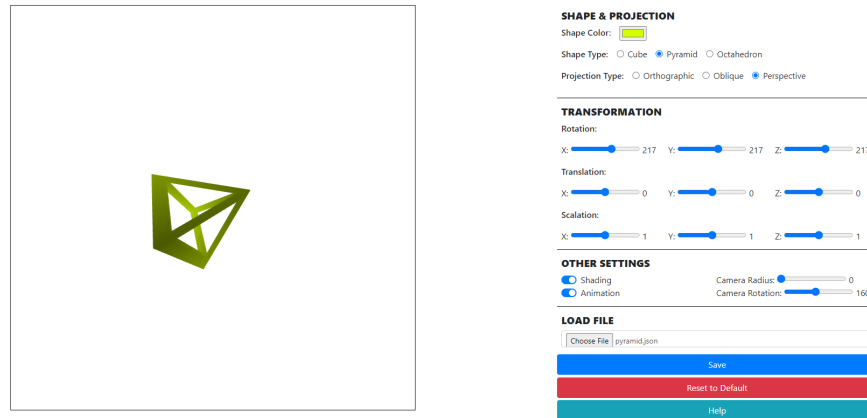 SHAPE & PROJECTION
Shape Color:
Shape Type: Cube Pyramid Octahedron
Projection Type: Orthographic Oblique Perspective
TRANSFORMATION
Rotation:
X: 217 Y: 217 Z: 217
Translation:
X: 0 Y: 0 Z: 0
Scalation:
X: 1 Y: 1 Z: 1
OTHER SETTINGS
Shading Camera Radius: 0
Animation Camera Rotation: 160
LOAD FILE
Choose File pyramid.json
Save
Reset to Default
Help